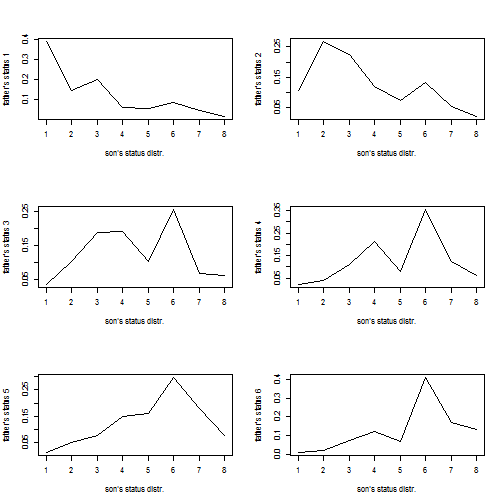 father's status 1
0.1 0.2 0.3 0.4
1 2 3 4 5 6 7 8
son's status distr.
father's status 2
0.05 0.15 0.25
1 2 3 4 5 6 7 8
son's status distr.
father's status 3
0.05 0.15 0.25
1 2 3 4 5 6 7 8
son's status distr.
father's status 4
0.05 0.15 0.25 0.35
1 2 3 4 5 6 7 8
son's status distr.
father's status 5
0.05 0.15 0.25
1 2 3 4 5 6 7 8
son's status distr.
father's status 6
0.0 0.1 0.2 0.3 0.4
1 2 3 4 5 6 7 8
son's status distr.